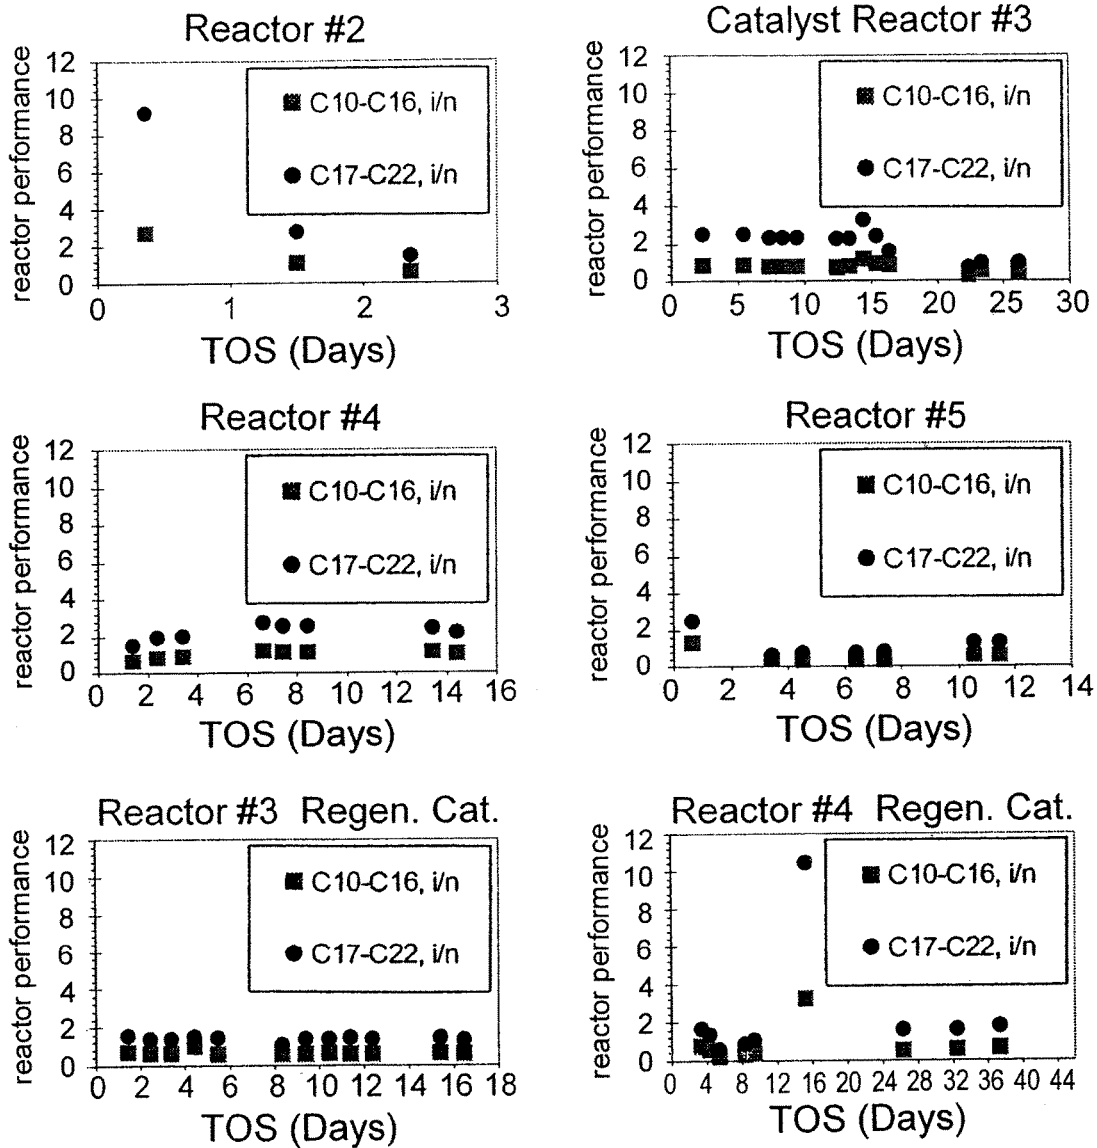 Reactor #2
reactor performance
12
10
8
6
4
2
0
C10-C16, i/n
C17-C22, i/n
0 1 2 3
TOS (Days)
Catalyst Reactor #3
reactor performance
12
10
8
6
4
2
0
C10-C16, i/n
C17-C22, i/n
0 5 10 15 20 25 30
TOS (Days)
Reactor #4
reactor performance
12
10
8
6
4
2
0
C10-C16, i/n
C17-C22, i/n
0 2 4 6 8 10 12 14 16
TOS (Days)
Reactor #5
reactor performance
12
10
8
6
4
2
0
C10-C16, i/n
C17-C22, i/n
0 2 4 6 8 10 12 14
TOS (Days)
Reactor #3 Regen. Cat.
reactor performance
12
10
8
6
4
2
0
C10-C16, i/n
C17-C22, i/n
0 2 4 6 8 10 12 14 16 18
TOS (Days)
Reactor #4 Regen. Cat.
reactor performance
12
10
8
6
4
2
0
C10-C16, i/n
C17-C22, i/n
0 4 8 12 16 20 24 28 32 36 40 44
TOS (Days)